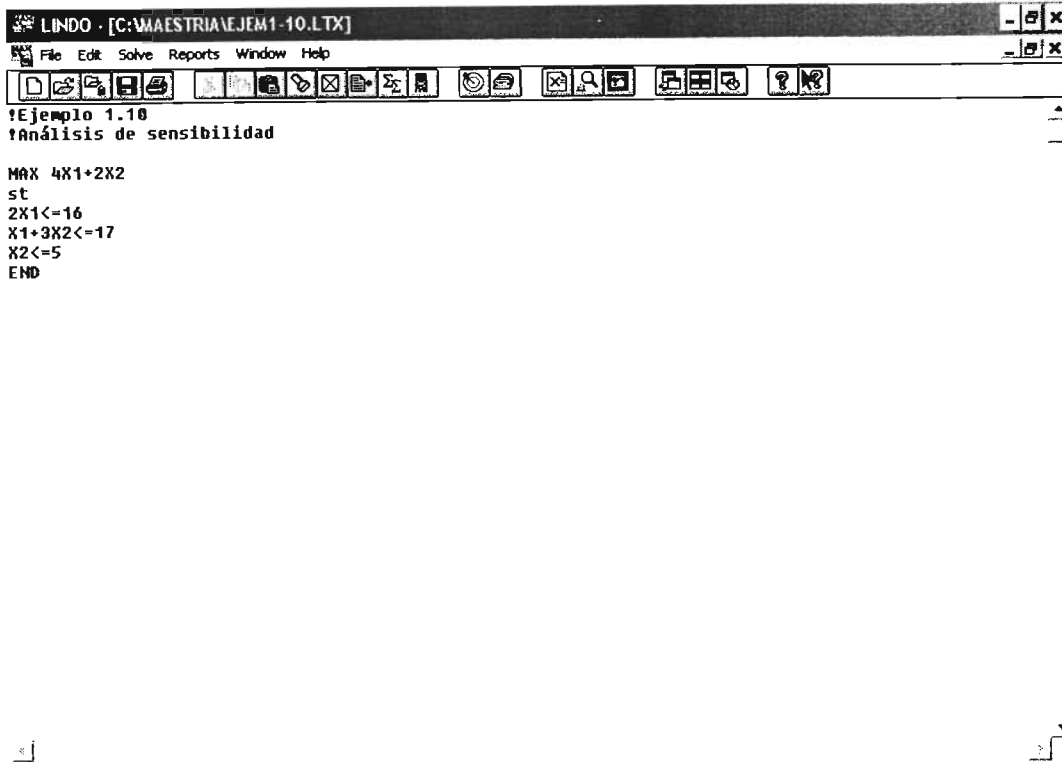 LINDO - [C:\MAESTRIA\EJEM1-10.LTX]
File Edit Solve Reports Window Help
!Ejemplo 1.10
!Análisis de sensibilidad
MAX 4X1+2X2
st
2X1<=16
X1+3X2<=17
X2<=5
END